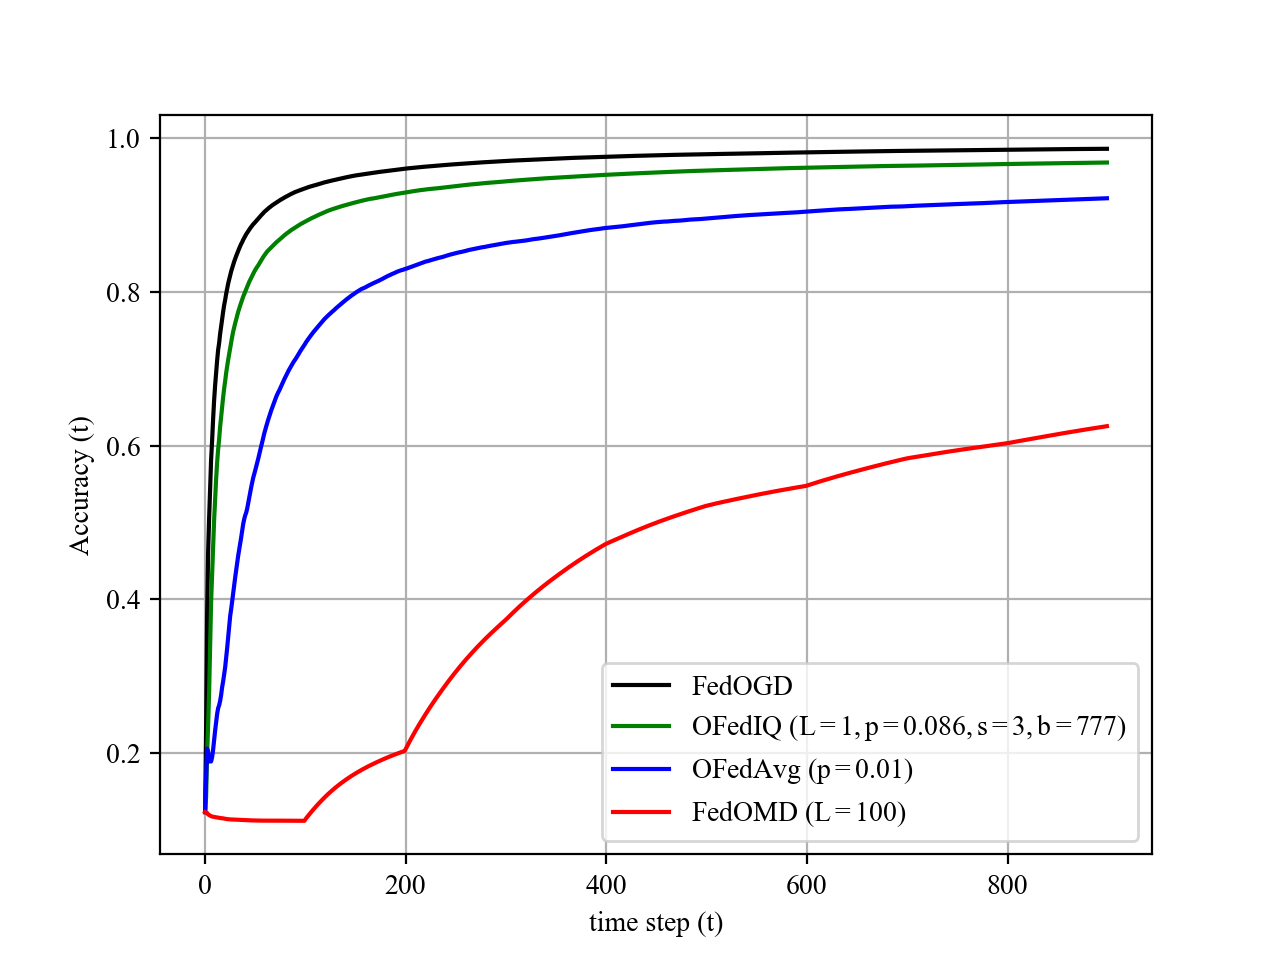 1.0
0.8
0.6
0.4
0.2
Accuracy (t)
FedOGD
OFedIQ (L = 1, p = 0.086, s = 3, b = 777)
OFedAvg (p = 0.01)
FedOMD (L = 100)
0 200 400 600 800
time step (t)